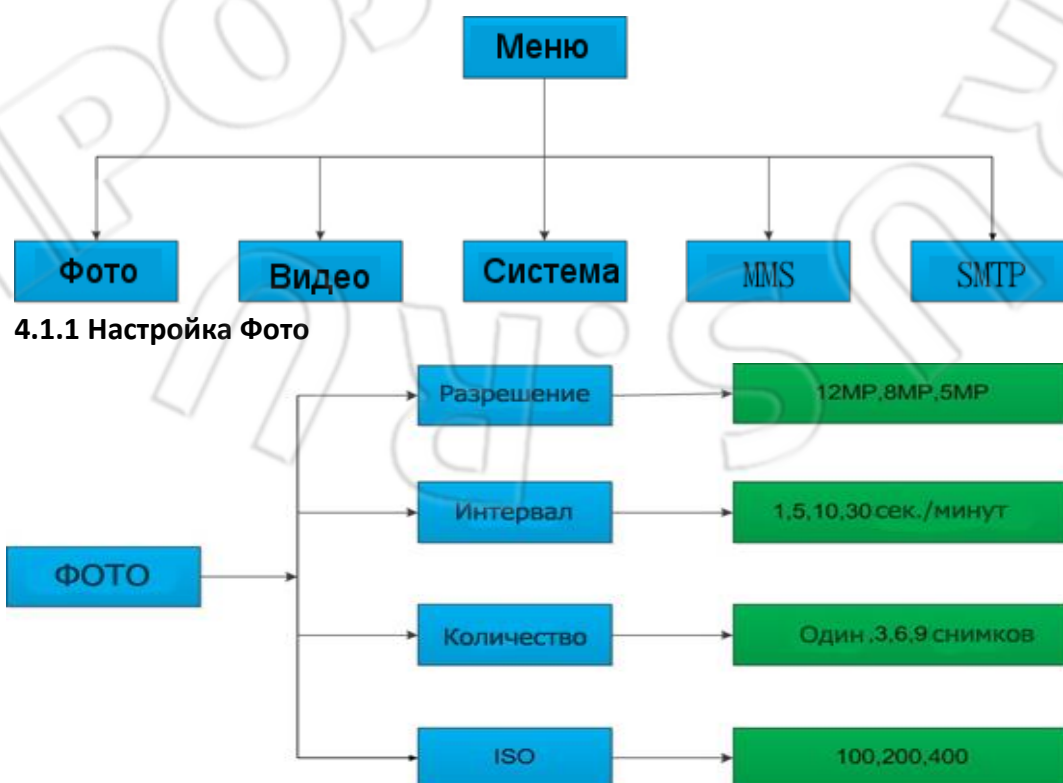 Меню
Фото
Видео
Система
MMS
SMTP
4.1.1 Настройка Фото
Разрешение
12MP,8MP,5MP
Интервал
1,5,10,30 сек./минут
ФОТО
Количество
Один ,3,6,9 снимков
ISO
100,200,400